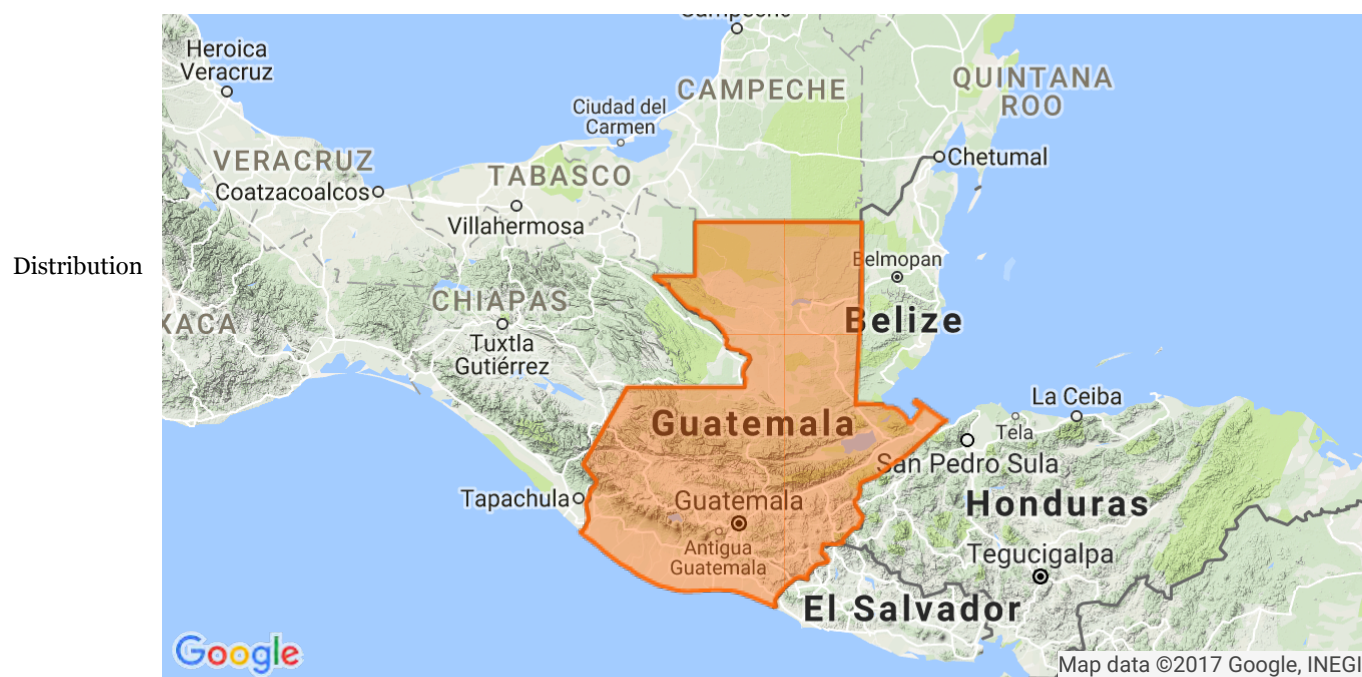 Campeche
Heroica
Veracruz
CAMPECHE
QUINTANA
ROO
Ciudad del
Carmen
VERACRUZ
Coatzacoalcos
TABASCO
Chetumal
Villahermosa
Distribution
Belmopan
CHIAPAS
XACA
Tuxtla
Gutiérrez
Belize
La Ceiba
Guatemala
Tela
San Pedro Sula
Tapachula
Guatemala
Honduras
Antigua
Guatemala
Tegucigalpa
El Salvador
Google
Map data ©2017 Google, INEGI